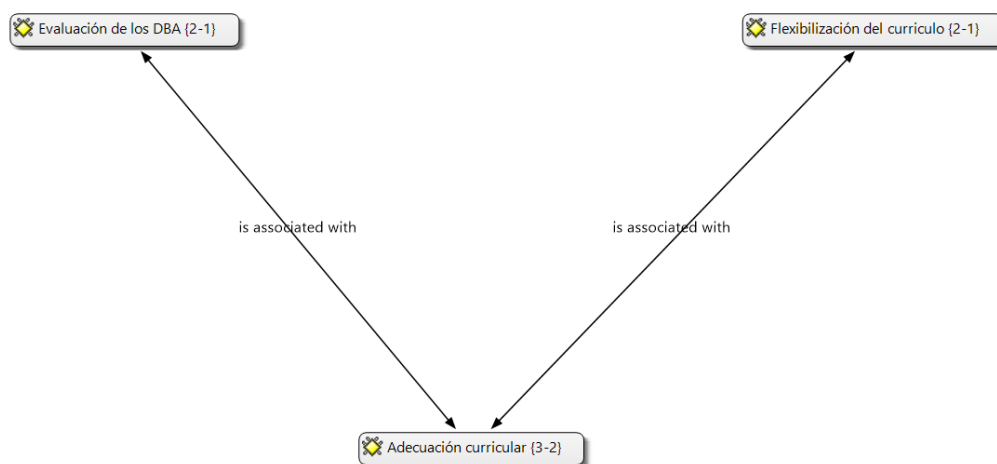 Evaluación de los DBA {2-1}
Flexibilización del curriculo {2-1}
is associated with
is associated with
Adecuación curricular {3-2}